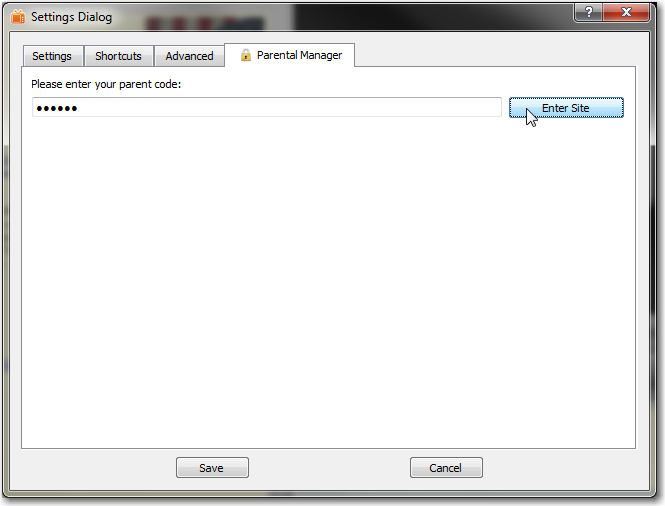 Settings Dialog
?
Settings
Shortcuts
Advanced
Parental Manager
Please enter your parent code:
••••••
Enter Site
Save
Cancel